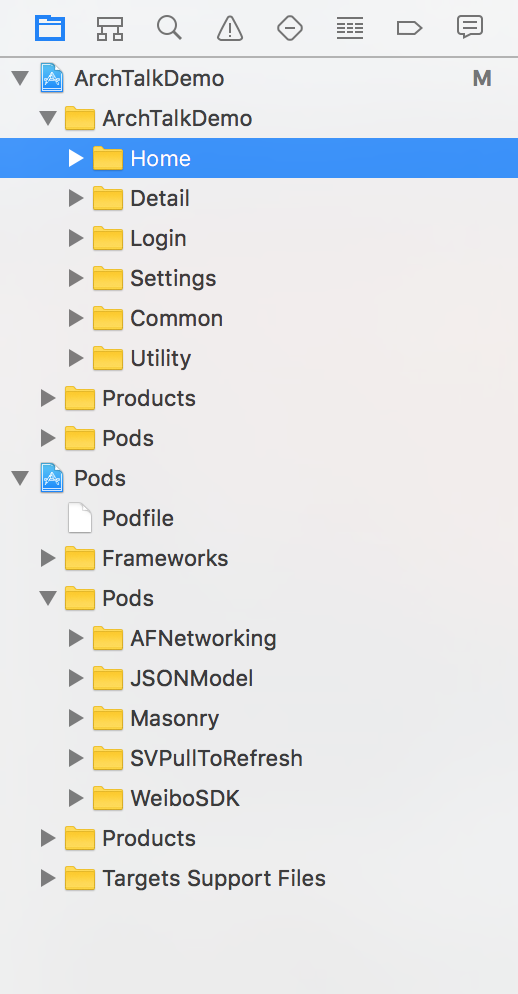 ArchTalkDemo M
ArchTalkDemo
Home
Detail
Login
Settings
Common
Utility
Products
Pods
Pods
Podfile
Frameworks
Pods
AFNetworking
JSONModel
Masonry
SVPullToRefresh
WeiboSDK
Products
Targets Support Files